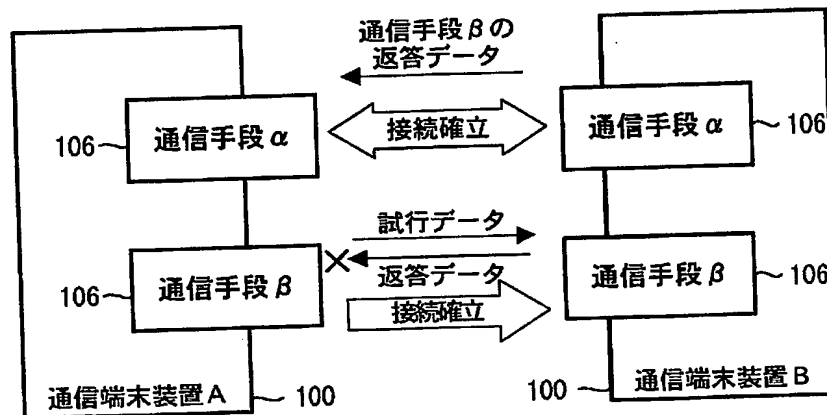 通信手段βの
返答データ
通信手段α
接続確立
通信手段α
106
106
試行データ
返答データ
通信手段β
接続確立
通信手段β
106
106
通信端末装置A
100
100
通信端末装置B